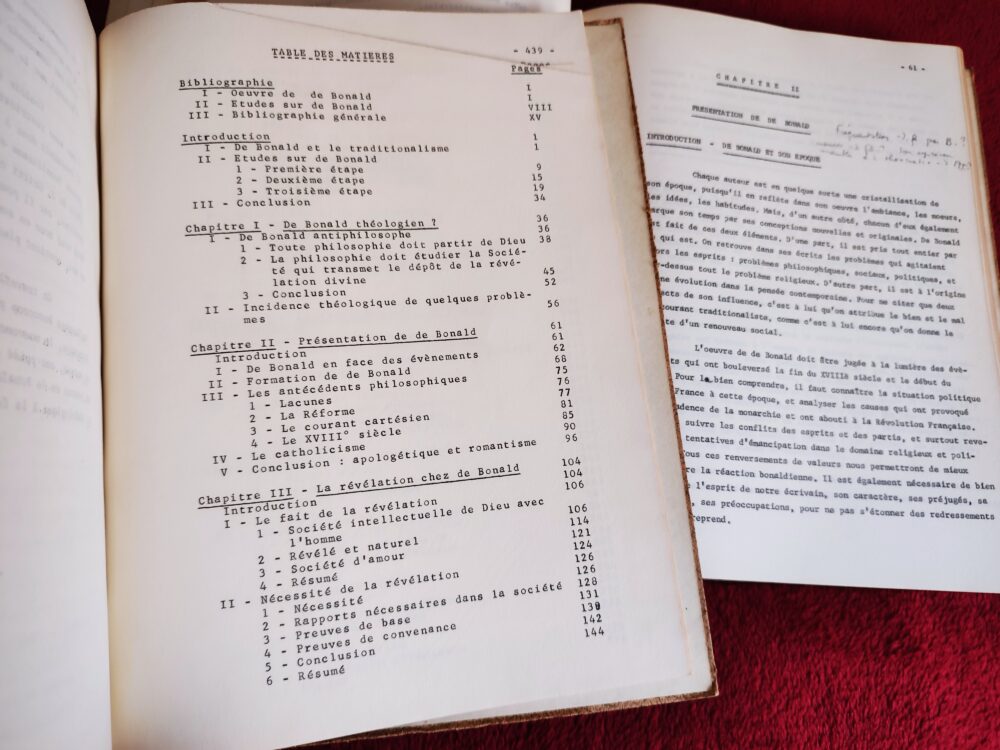 - 439 -
TABLE DES MATIERES
Pages
Bibliographie
I - Oeuvre de de Bonald I
II - Etudes sur de Bonald VIII
III - Bibliographie générale XV
Introduction 1
I - De Bonald et le traditionalisme 1
II - Etudes sur de Bonald
1 - Première étape 9
2 - Deuxième étape 15
3 - Troisième étape 19
III - Conclusion 34
Chapitre I - De Bonald théologien ? 36
I - De Bonald antiphilosophe 36
1 - Toute philosophie doit partir de Dieu 38
2 - La philosophie doit étudier la Socié-
té qui transmet le dépôt de la révé-
lation divine 45
3 - Conclusion 52
II - Incidence théologique de quelques problè-
mes 56
Chapitre II - Présentation de de Bonald 61
Introduction 61
I - De Bonald en face des évènements 62
II - Formation de de Bonald 68
III - Les antécédents philosophiques 75
1 - Lacunes 76
2 - La Réforme 77
3 - Le courant cartésien 81
4 - Le XVIII° siècle 85
IV - Le catholicisme 90
V - Conclusion : apologétique et romantisme 96
Chapitre III - La révélation chez de Bonald 104
Introduction 104
I - Le fait de la révélation 106
1 - Société intellectuelle de Dieu avec
l'homme 106
2 - Révélé et naturel 114
3 - Société d'amour 121
4 - Résumé 124
II - Nécessité de la révélation 126
1 - Nécessité 126
2 - Rapports nécessaires dans la société 128
3 - Preuves de base 131
4 - Preuves de convenance 139
5 - Conclusion 142
6 - Résumé 144
- 61 -
CHAPITRE II
PRÉSENTATION DE DE BONALD
INTRODUCTION - DE BONALD ET SON EPOQUE
Chaque auteur est en quelque sorte une cristalisation de
son époque, puisqu'il en reflète dans son oeuvre l'ambiance, les moeurs,
les idées, les habitudes. Mais, d'un autre côté, chacun d'eux également
marque son temps par ses conceptions nouvelles et originales. De Bonald
est fait de ces deux éléments. D'une part, il est pris tout entier par
qui est. On retrouve dans ses écrits les problèmes qui agitaient
ors les esprits : problèmes philosophiques, sociaux, politiques, et
-dessus tout le problème religieux. D'autre part, il est à l'origine
ne évolution dans la pensée contemporaine. Pour ne citer que deux
acts de son influence, c'est à lui qu'on attribue le bien et le mal
ourant traditionaliste, comme c'est à lui encore qu'on donne le
te d'un renouveau social.
L'oeuvre de de Bonald doit être jugée à la lumière des évè-
ts qui ont bouleversé la fin du XVIIIè siècle et le début du
Pour la bien comprendre, il faut connaître la situation politique
France à cette époque, et analyser les causes qui ont provoqué
adence de la monarchie et ont abouti à la Révolution Française.
suivre les conflits des esprits et des partis, et surtout reve-
tentatives d'émancipation dans le domaine religieux et poli-
ous ces renversements de valeurs nous permettront de mieux
re la réaction bonaldienne. Il est également nécessaire de bien
e l'esprit de notre écrivain, son caractère, ses préjugés, sa
, ses préoccupations, pour ne pas s'étonner des redressements
reprend.